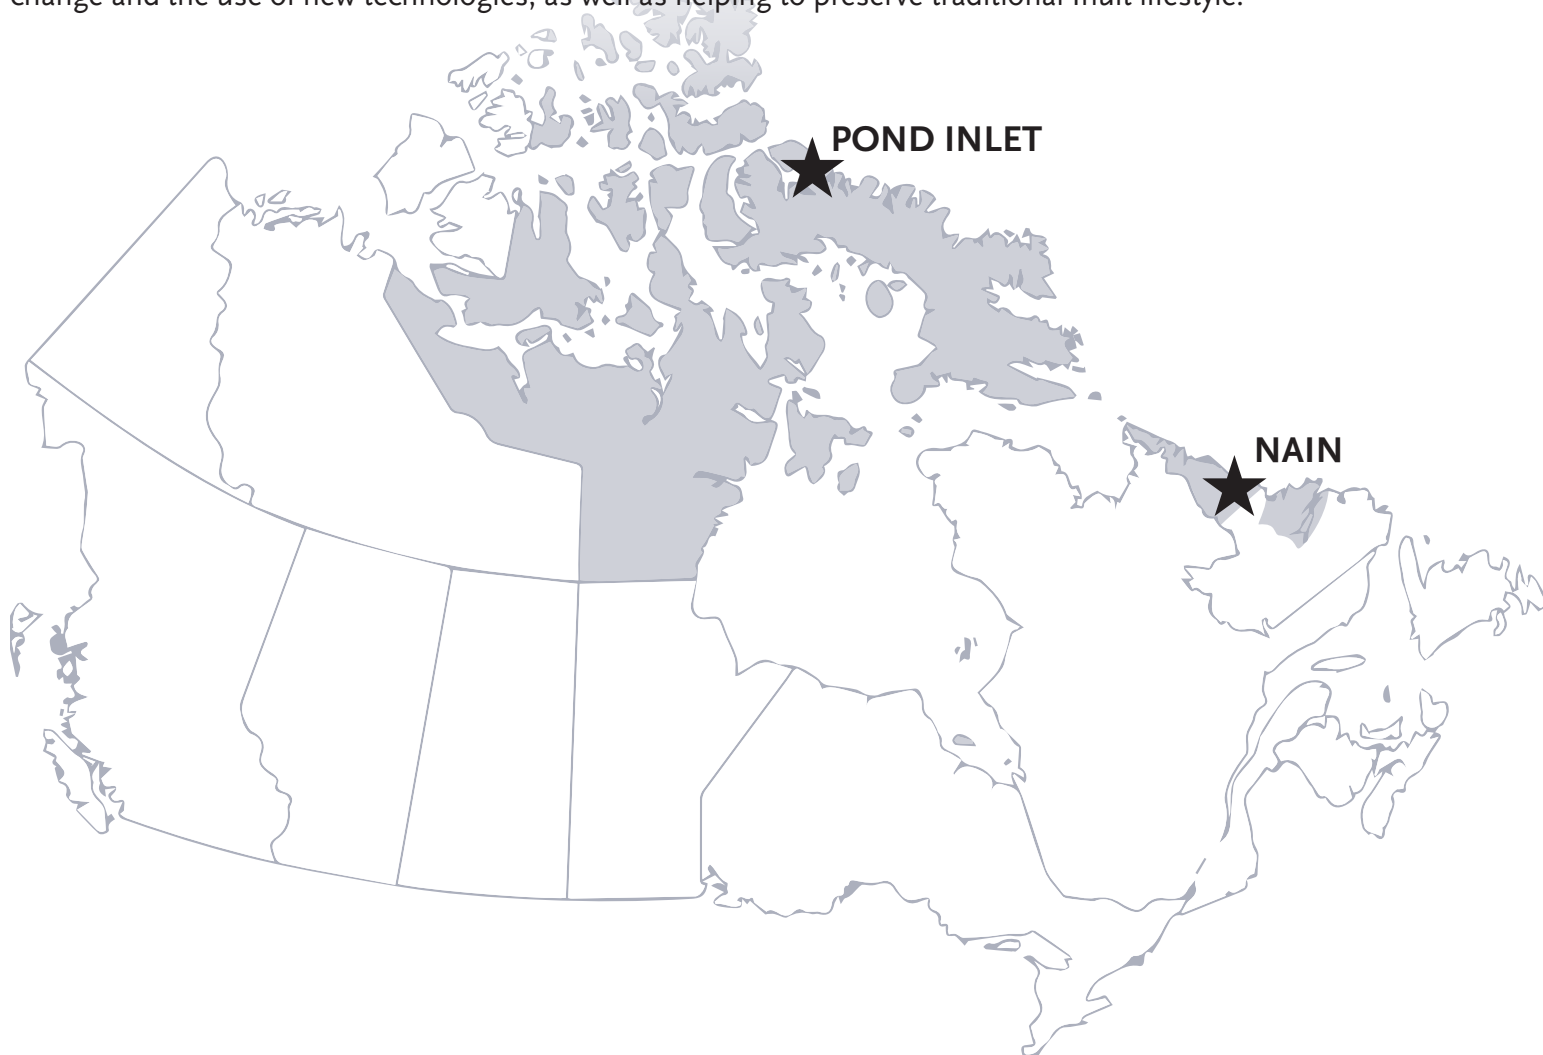 change and the use of new technologies, as well as helping to preserve traditional Inuit lifestyle.
POND INLET
NAIN